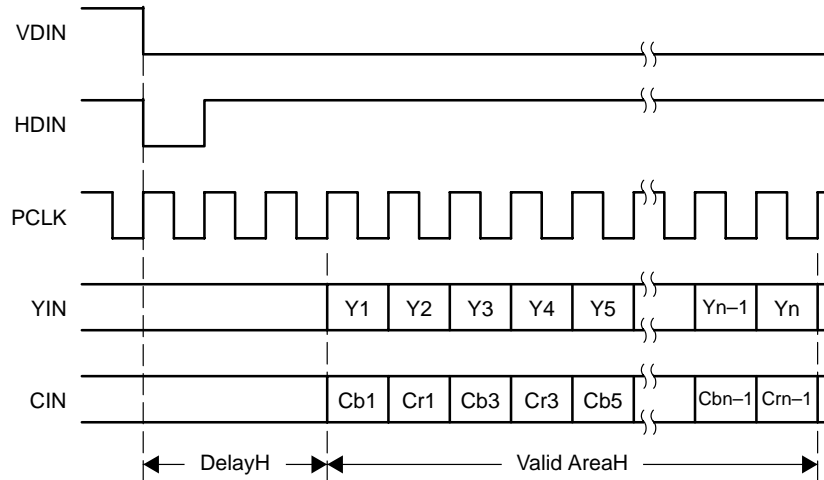 VDIN
HDIN
PCLK
YIN Y1 Y2 Y3 Y4 Y5 Yn–1 Yn
CIN Cb1 Cr1 Cb3 Cr3 Cb5 Cbn–1 Crn–1
DelayH Valid AreaH